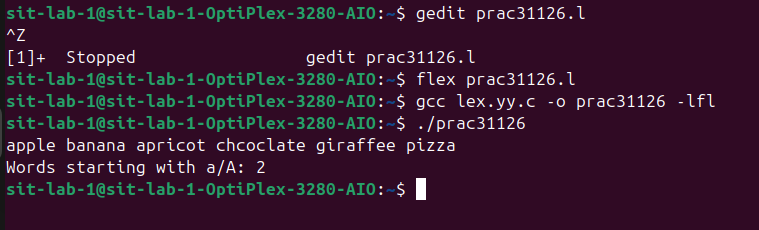 sit-lab-1@sit-lab-1-OptiPlex-3280-AIO:~$ gedit prac31126.l
^Z
[1]+  Stopped                 gedit prac31126.l
sit-lab-1@sit-lab-1-OptiPlex-3280-AIO:~$ flex prac31126.l
sit-lab-1@sit-lab-1-OptiPlex-3280-AIO:~$ gcc lex.yy.c -o prac31126 -lfl
sit-lab-1@sit-lab-1-OptiPlex-3280-AIO:~$ ./prac31126
apple banana apricot chcoclate giraffee pizza
Words starting with a/A: 2
sit-lab-1@sit-lab-1-OptiPlex-3280-AIO:~$